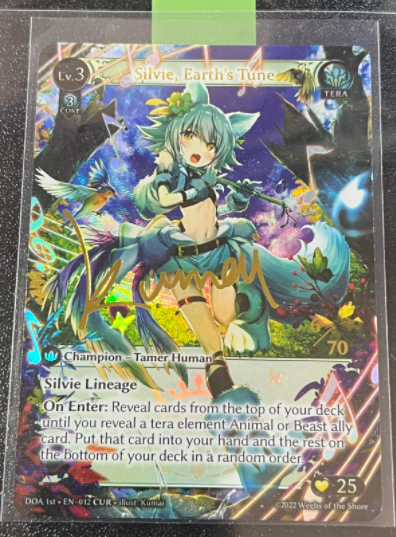 Lv.3
Silvie, Earth's Tune
TERA
3
COST
Kumai
6
70
Champion – Tamer Human
Silvie Lineage
On Enter: Reveal cards from the top of your deck
until you reveal a tera element Animal or Beast ally
card. Put that card into your hand and the rest on
the bottom of your deck in a random order.
25
DOA 1st • EN-012 CUR • illust: Kumai
©2022 Weebs of the Shore